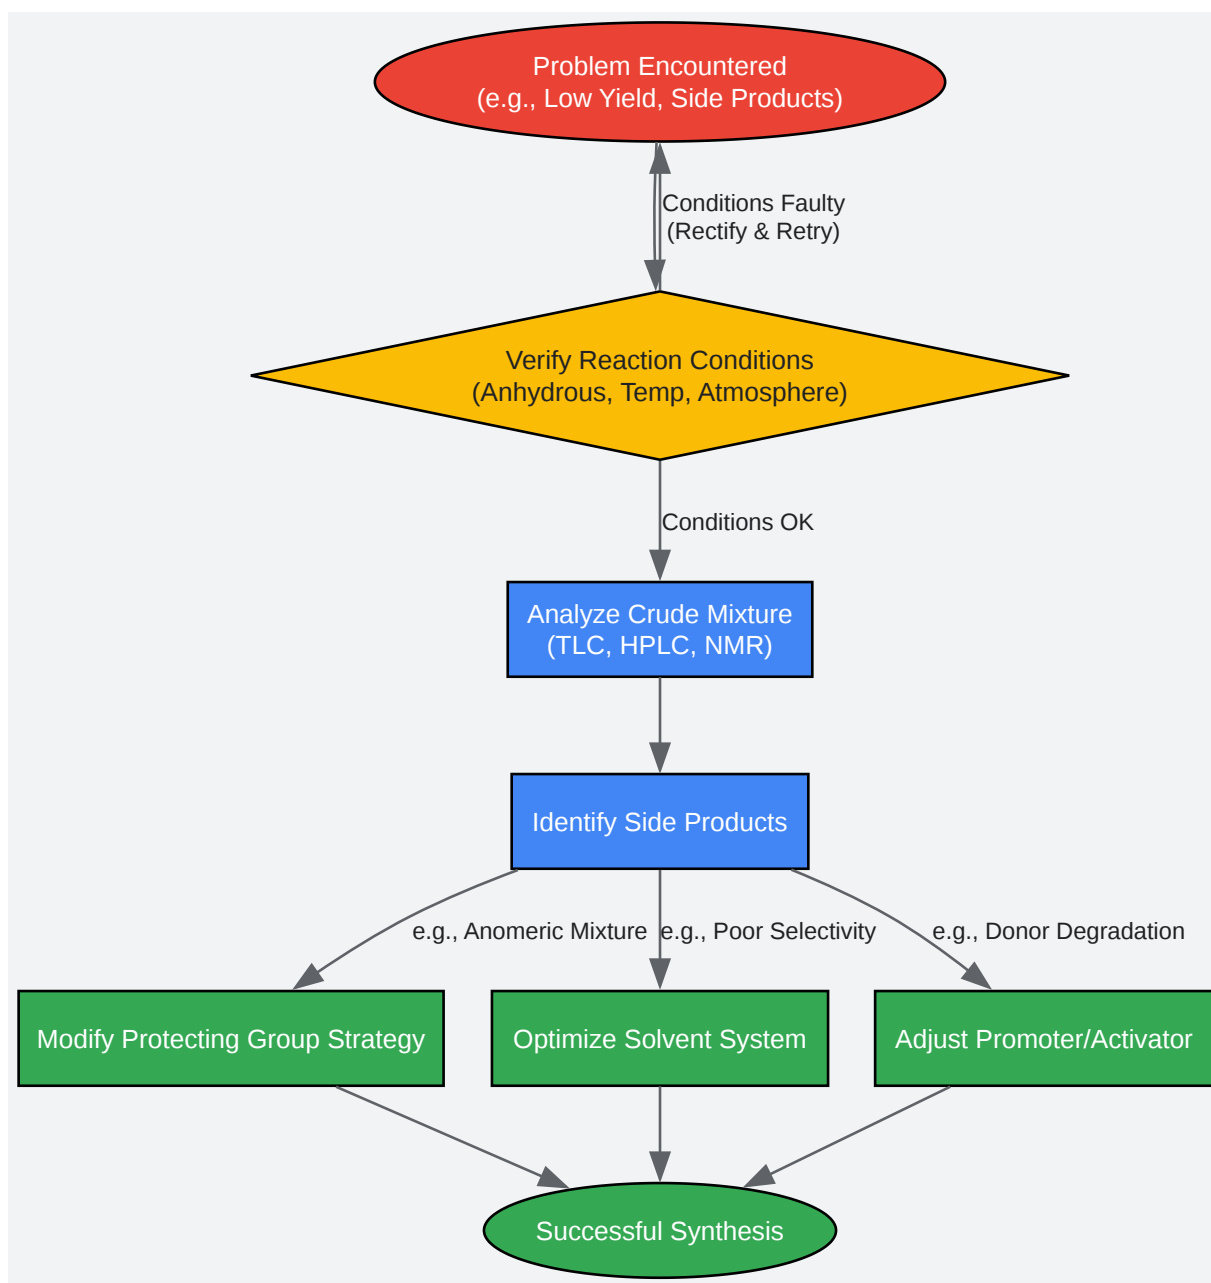 Problem Encountered
(e.g., Low Yield, Side Products)
Conditions Faulty
(Rectify & Retry)
Verify Reaction Conditions
(Anhydrous, Temp, Atmosphere)
Conditions OK
Analyze Crude Mixture
(TLC, HPLC, NMR)
Identify Side Products
e.g., Anomeric Mixture
e.g., Poor Selectivity
e.g., Donor Degradation
Modify Protecting Group Strategy
Optimize Solvent System
Adjust Promoter/Activator
Successful Synthesis